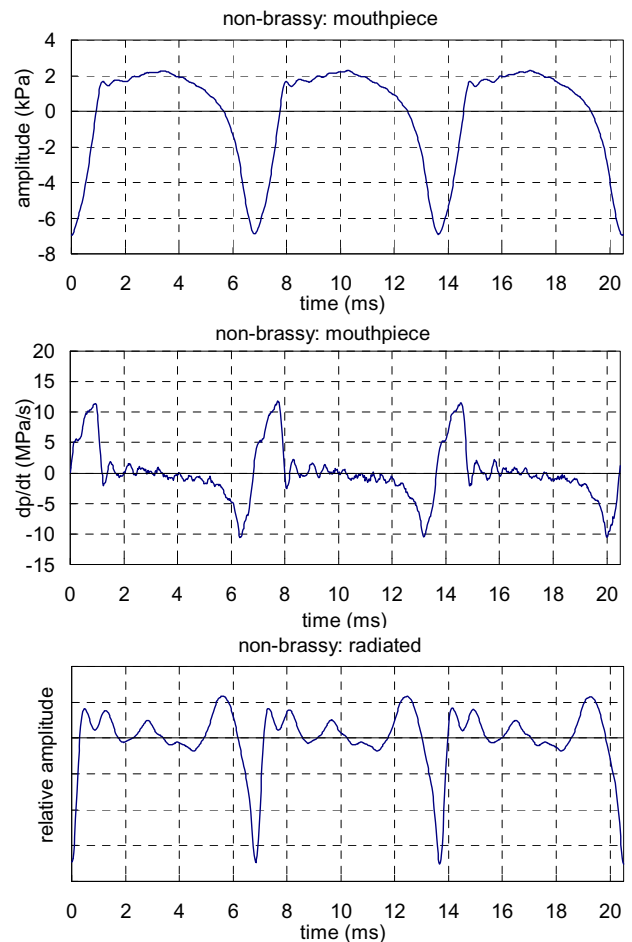 non-brassy: mouthpiece
4
2
0
-2
-4
-6
-8
amplitude (kPa)
0 2 4 6 8 10 12 14 16 18 20
time (ms)
non-brassy: mouthpiece
20
15
10
5
0
-5
-10
-15
dp/dt (MPa/s)
0 2 4 6 8 10 12 14 16 18 20
time (ms)
non-brassy: radiated
relative amplitude
0 2 4 6 8 10 12 14 16 18 20
time (ms)